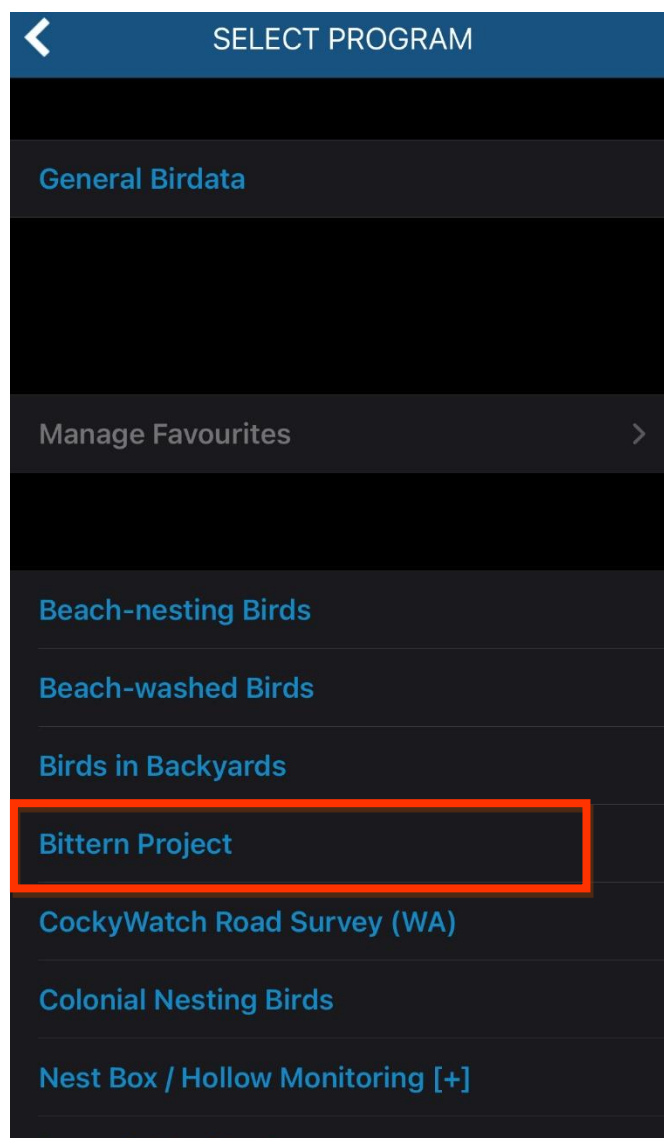 SELECT PROGRAM
General Birdata
Manage Favourites
Beach-nesting Birds
Beach-washed Birds
Birds in Backyards
Bittern Project
CockyWatch Road Survey (WA)
Colonial Nesting Birds
Nest Box / Hollow Monitoring [+]